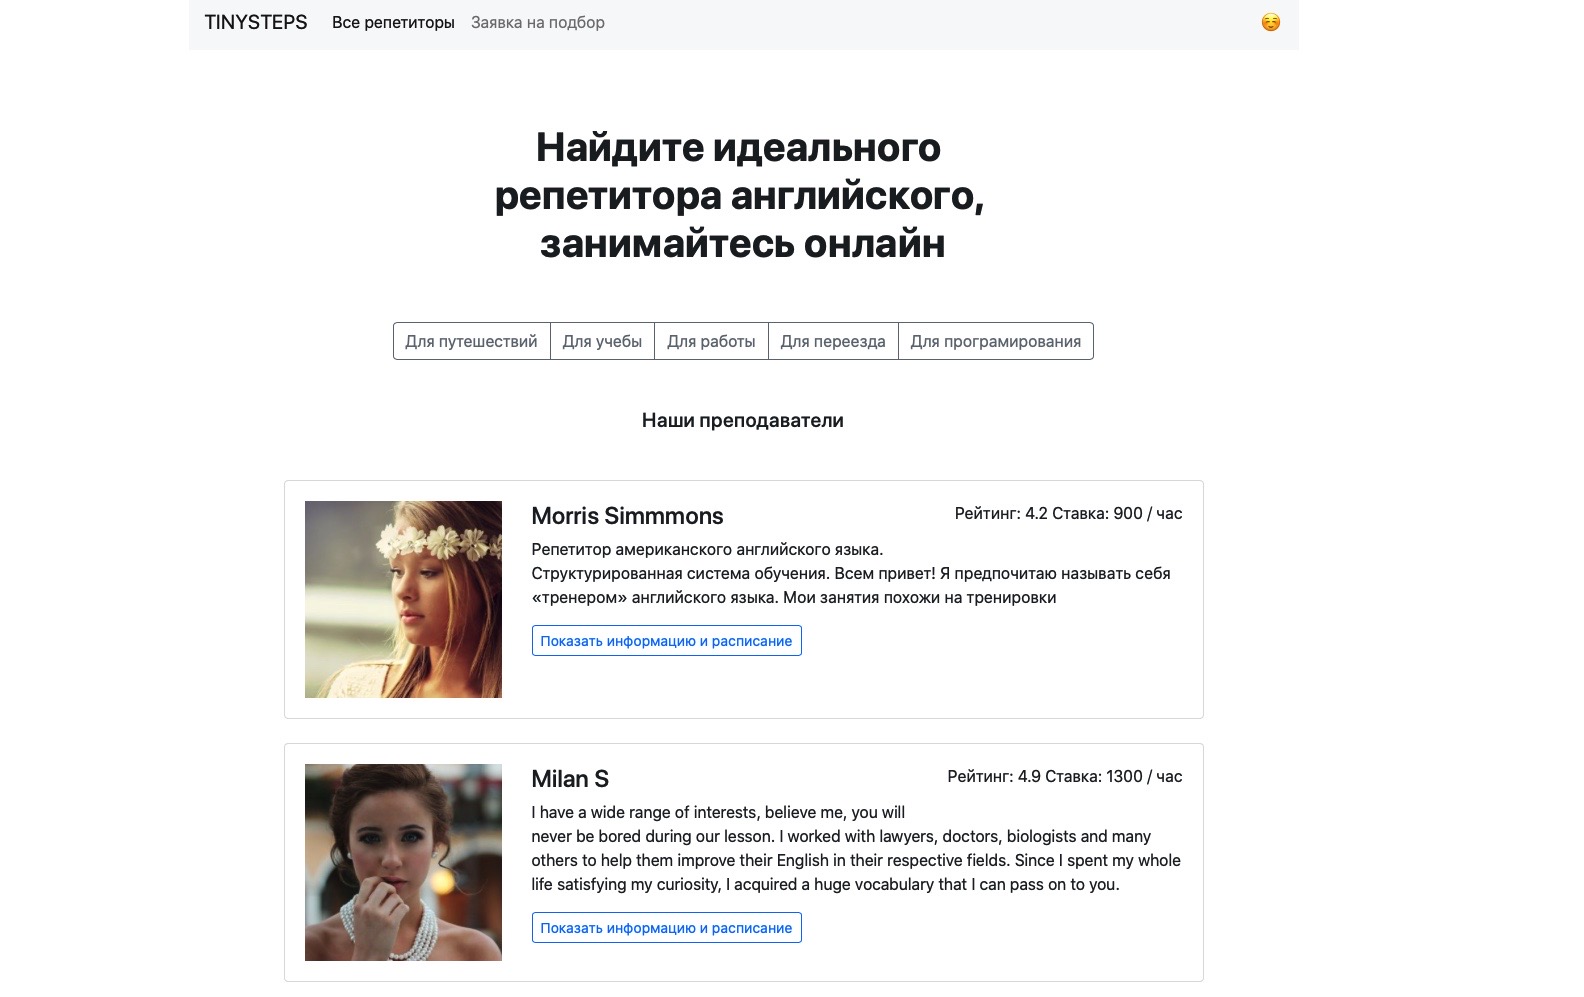 TINYSTEPS Все репетиторы Заявка на подбор
Найдите идеального
репетитора английского,
занимайтесь онлайн
Для путешествий Для учебы Для работы Для переезда Для програмирования
Наши преподаватели
Morris Simmmons
Рейтинг: 4.2 Ставка: 900 / час
Репетитор американского английского языка.
Структурированная система обучения. Всем привет! Я предпочитаю называть себя
«тренером» английского языка. Мои занятия похожи на тренировки
Показать информацию и расписание
Milan S
Рейтинг: 4.9 Ставка: 1300 / час
I have a wide range of interests, believe me, you will
never be bored during our lesson. I worked with lawyers, doctors, biologists and many
others to help them improve their English in their respective fields. Since I spent my whole
life satisfying my curiosity, I acquired a huge vocabulary that I can pass on to you.
Показать информацию и расписание